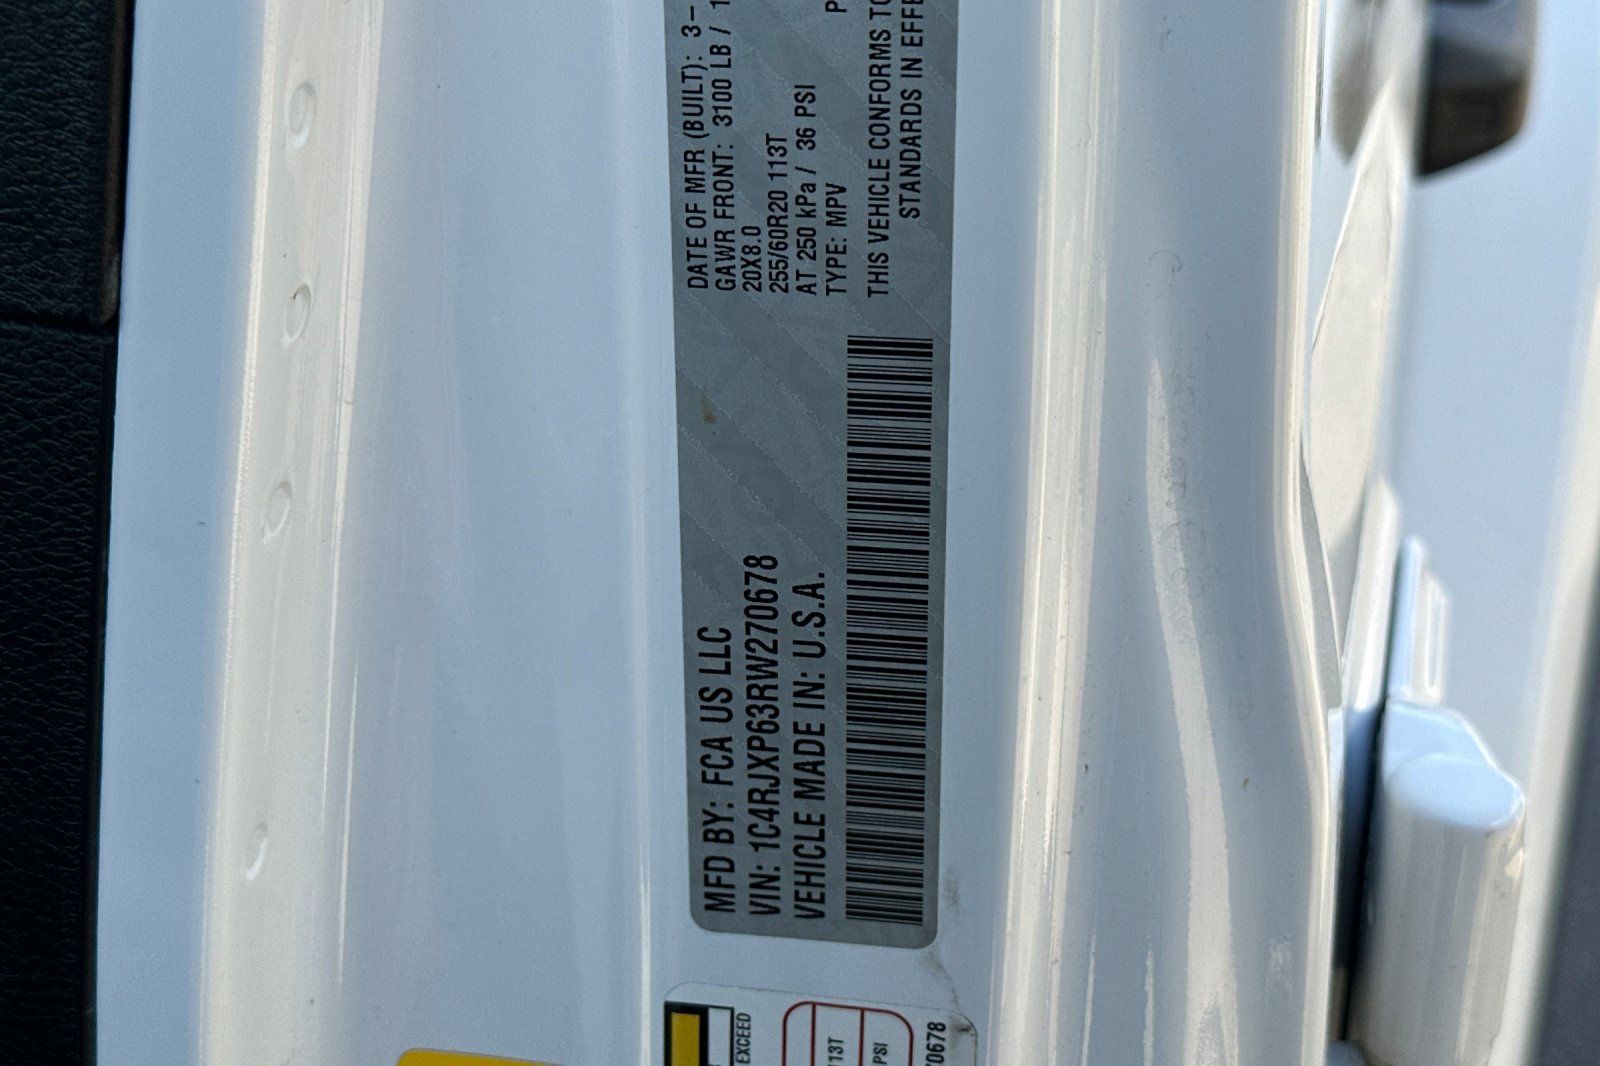 MFD BY: FCA US LLC
VIN: 1C4RJXP63RW270678
VEHICLE MADE IN: U.S.A.
DATE OF MFR (BUILT): 3-
GAWR FRONT: 3100 LB /
20X8.0
255/60R20 113T
AT 250 kPa / 36 PSI
TYPE: MPV
THIS VEHICLE CONFORMS TO
STANDARDS IN
EXCEED
13T
PSI
70678